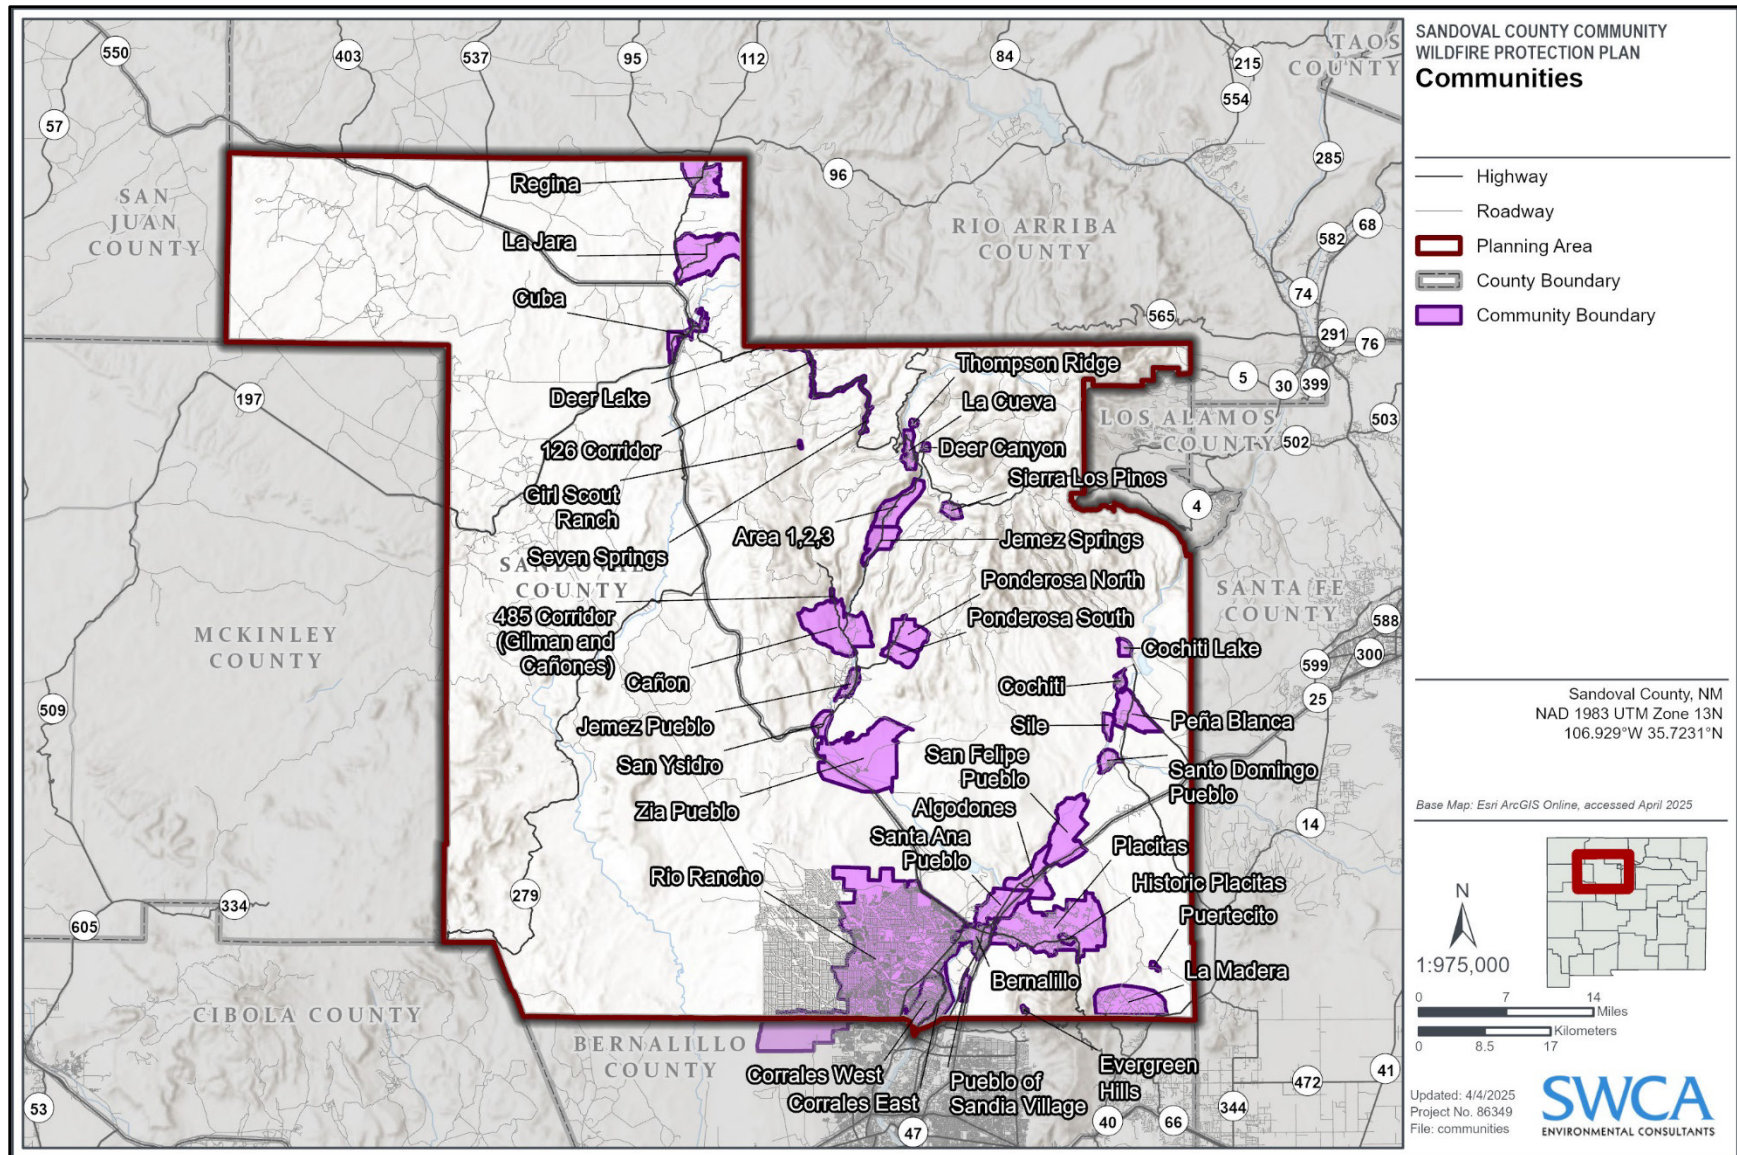 SANDOVAL COUNTY COMMUNITY
WILDFIRE PROTECTION PLAN
Communities
Highway
Roadway
Planning Area
County Boundary
Community Boundary
Sandoval County, NM
NAD 1983 UTM Zone 13N
106.929°W 35.7231°N
Base Map: Esri ArcGIS Online, accessed April 2025
N
1:975,000
0 7 14
Miles
Kilometers
0 8.5 17
Updated: 4/4/2025
Project No. 86349
File: communities
SWCA
ENVIRONMENTAL CONSULTANTS
550
403
537
95
112
84
215
554
57
96
285
68
582
74
565
291
76
5
30
399
503
502
197
4
588
599
300
25
509
14
279
334
605
53
47
40
66
344
472
41
TAOS
COUNTY
SAN
JUAN
COUNTY
RIO ARRIBA
COUNTY
LOS ALAMOS
COUNTY
SANDOVAL
COUNTY
SANTA FE
COUNTY
MCKINLEY
COUNTY
CIBOLA COUNTY
BERNALILLO
COUNTY
Regina
La Jara
Cuba
Deer Lake
126 Corridor
Girl Scout
Ranch
Seven Springs
Thompson Ridge
La Cueva
Deer Canyon
Sierra Los Pinos
Area 1,2,3
Jemez Springs
Ponderosa North
Ponderosa South
485 Corridor
(Gilman and
Cañones)
Cañon
Jemez Pueblo
San Ysidro
Zia Pueblo
Cochiti Lake
Cochiti
Sile
Peña Blanca
San Felipe
Pueblo
Santo Domingo
Pueblo
Algodones
Santa Ana
Pueblo
Placitas
Rio Rancho
Historic Placitas
Puertecito
La Madera
Bernalillo
Evergreen
Hills
Corrales West
Corrales East
Pueblo of
Sandia Village